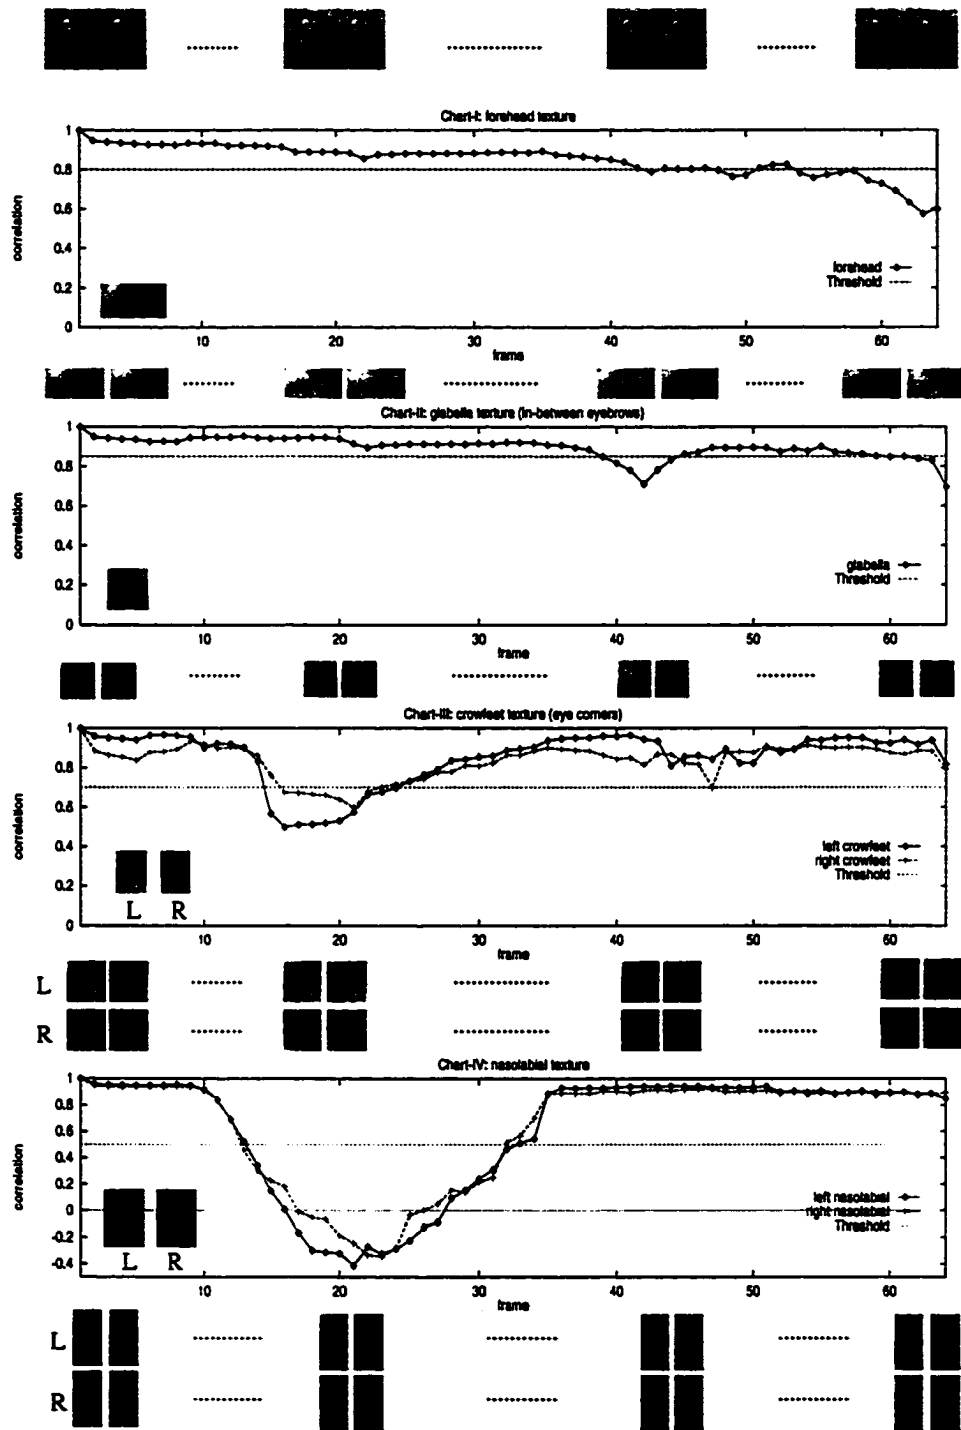 Chart-I: forehead texture
1
0.8
0.6
0.4
0.2
0
correlation
forehead
Threshold
10 20 30 40 50 60
frame
Chart-II: glabella texture (in-between eyebrows)
1
0.8
0.6
0.4
0.2
0
correlation
glabella
Threshold
10 20 30 40 50 60
frame
Chart-III: crowfeet texture (eye corners)
1
0.8
0.6
0.4
0.2
0
correlation
left crowfeet
right crowfeet
Threshold
L R
10 20 30 40 50 60
frame
L
R
Chart-IV: nasolabial texture
1
0.8
0.6
0.4
0.2
0
-0.2
-0.4
correlation
left nasolabial
right nasolabial
Threshold
L R
10 20 30 40 50 60
frame
L
R